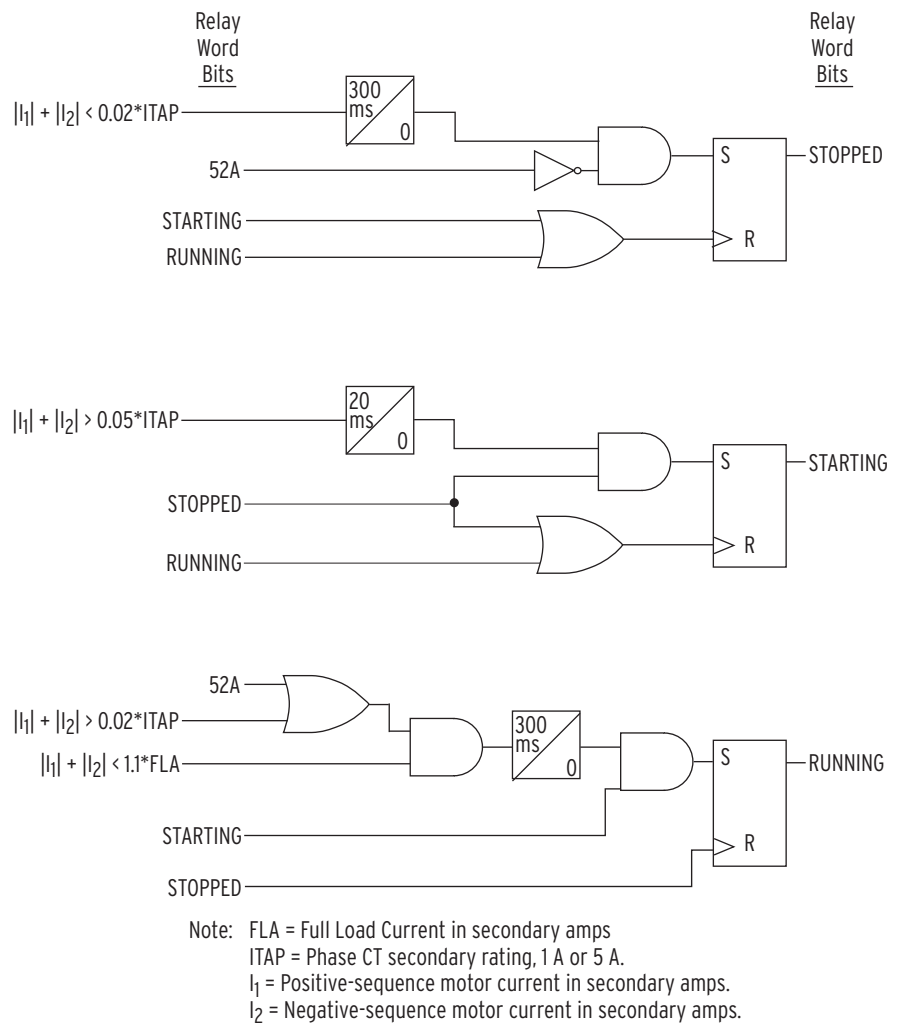 Relay Word Bits
Relay Word Bits
|I1| + |I2| < 0.02*ITAP
300 ms
0
52A
STARTING
RUNNING
S
R
STOPPED
|I1| + |I2| > 0.05*ITAP
20 ms
0
STOPPED
RUNNING
S
R
STARTING
52A
|I1| + |I2| > 0.02*ITAP
|I1| + |I2| < 1.1*FLA
300 ms
0
STARTING
STOPPED
S
R
RUNNING
Note: FLA = Full Load Current in secondary amps
ITAP = Phase CT secondary rating, 1 A or 5 A.
I1 = Positive-sequence motor current in secondary amps.
I2 = Negative-sequence motor current in secondary amps.